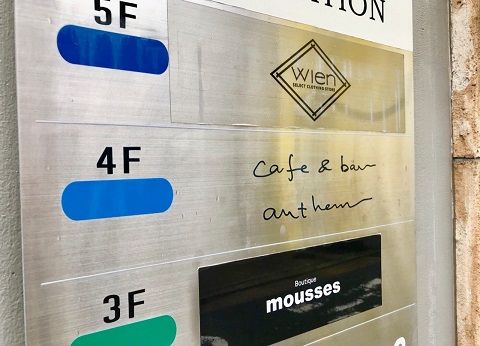 5F
wien
SELECT CLOTHING STORE
4F
cafe & bar
anthem
3F
Boutique
mousses